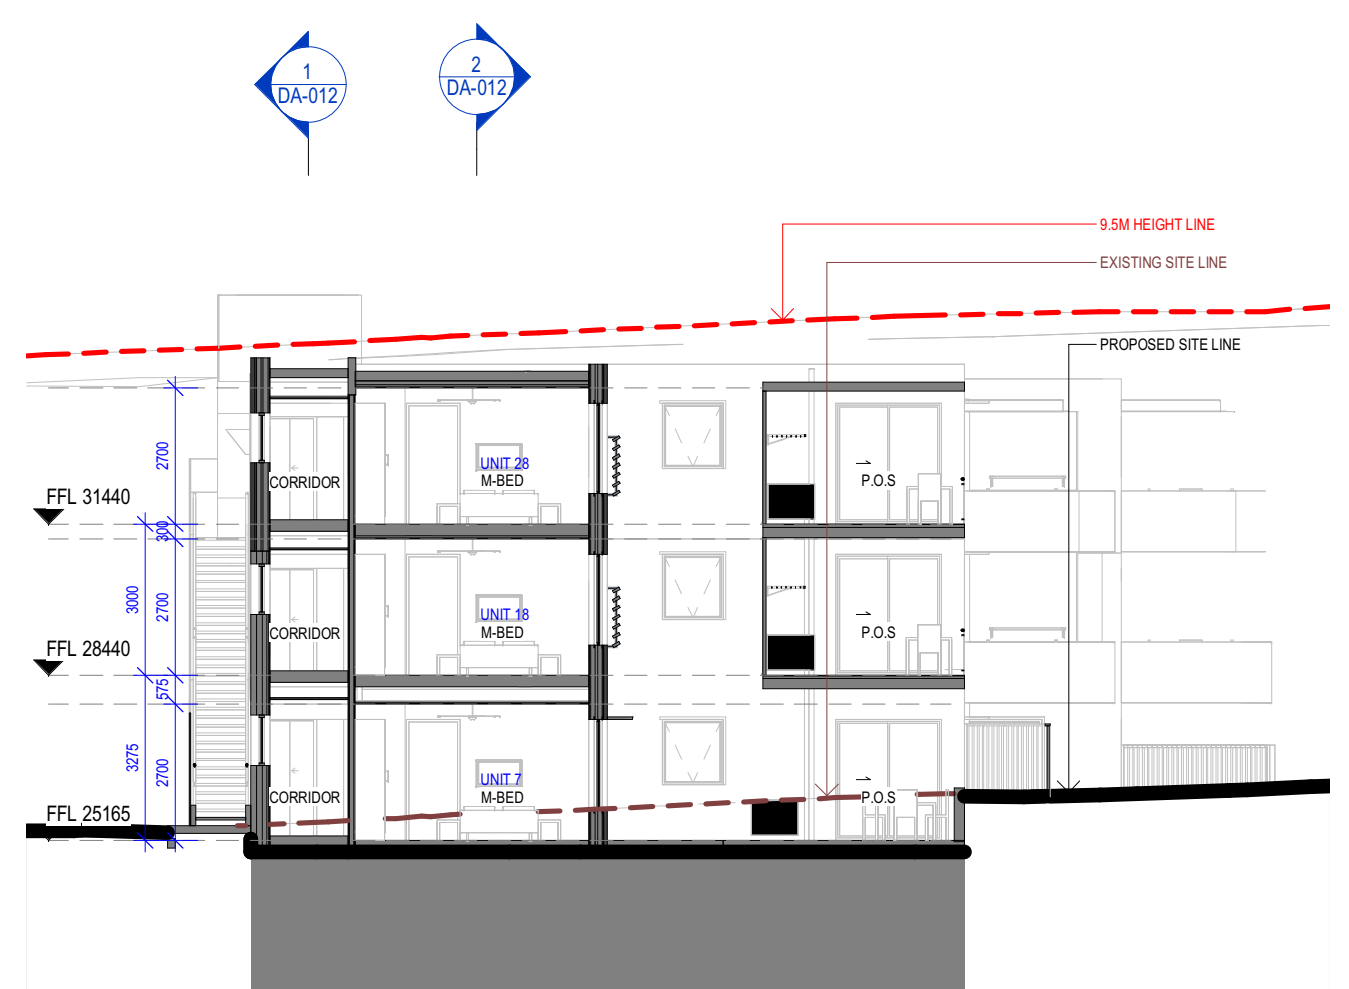 1
DA-012
2
DA-012
9.5M HEIGHT LINE
EXISTING SITE LINE
PROPOSED SITE LINE
2700
UNIT 28
M-BED
CORRIDOR
P.O.S
FFL 31440
300
3000
2700
UNIT 18
M-BED
CORRIDOR
P.O.S
FFL 28440
575
3275
2700
UNIT 7
M-BED
CORRIDOR
P.O.S
FFL 25165